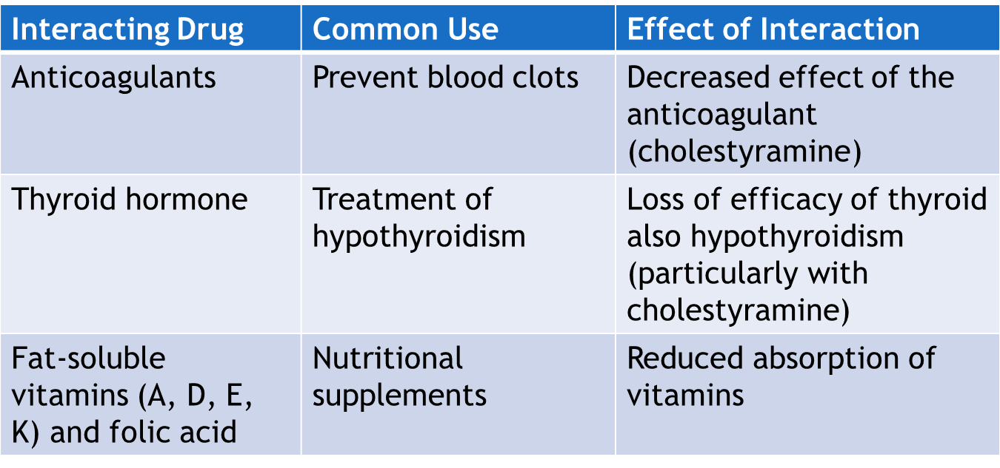 Interacting Drug
Common Use
Effect of Interaction
Anticoagulants
Prevent blood clots
Decreased effect of the
anticoagulant
(cholestyramine)
Thyroid hormone
Treatment of
hypothyroidism
Loss of efficacy of thyroid
also hypothyroidism
(particularly with
cholestyramine)
Fat-soluble
vitamins (A, D, E,
K) and folic acid
Nutritional
supplements
Reduced absorption of
vitamins